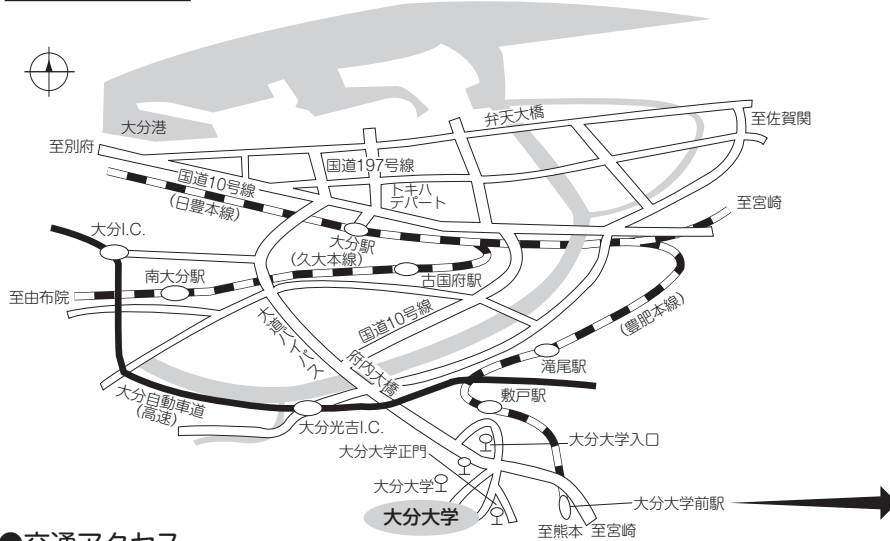 大分港
弁天大橋
至佐賀関
至別府
国道197号線
国道10号線
(日豊本線)
トキハ
デパート
至宮崎
大分I.C.
大分駅
(久大本線)
南大分駅
古国府駅
至由布院
大道バイパス
国道10号線
(豊肥本線)
府内大橋
滝尾駅
大分自動車道
(高速)
敷戸駅
大分光吉I.C.
大分大学入口
大分大学正門
大分大学
大分大学前駅
大分大学
至熊本 至宮崎
●交通アクセス